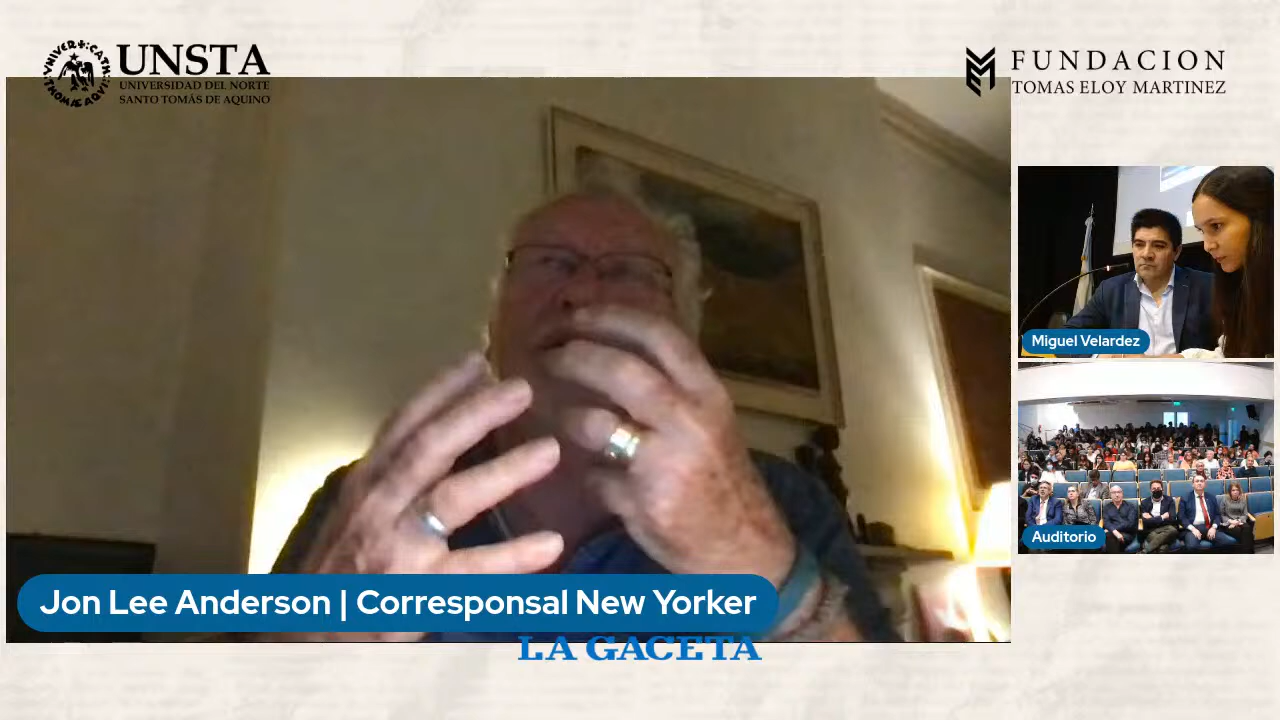 UNSTA
UNIVERSIDAD DEL NORTE
SANTO TOMÁS DE AQUINO
FUNDACION
TOMAS ELOY MARTINEZ
Miguel Velardez
Auditorio
Jon Lee Anderson | Corresponsal New Yorker
LA GACETA